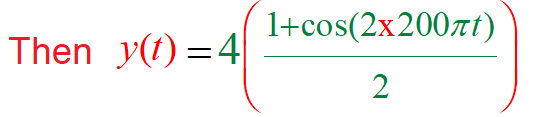 Then y(t) = 4(1+cos(2x200πt)/2)